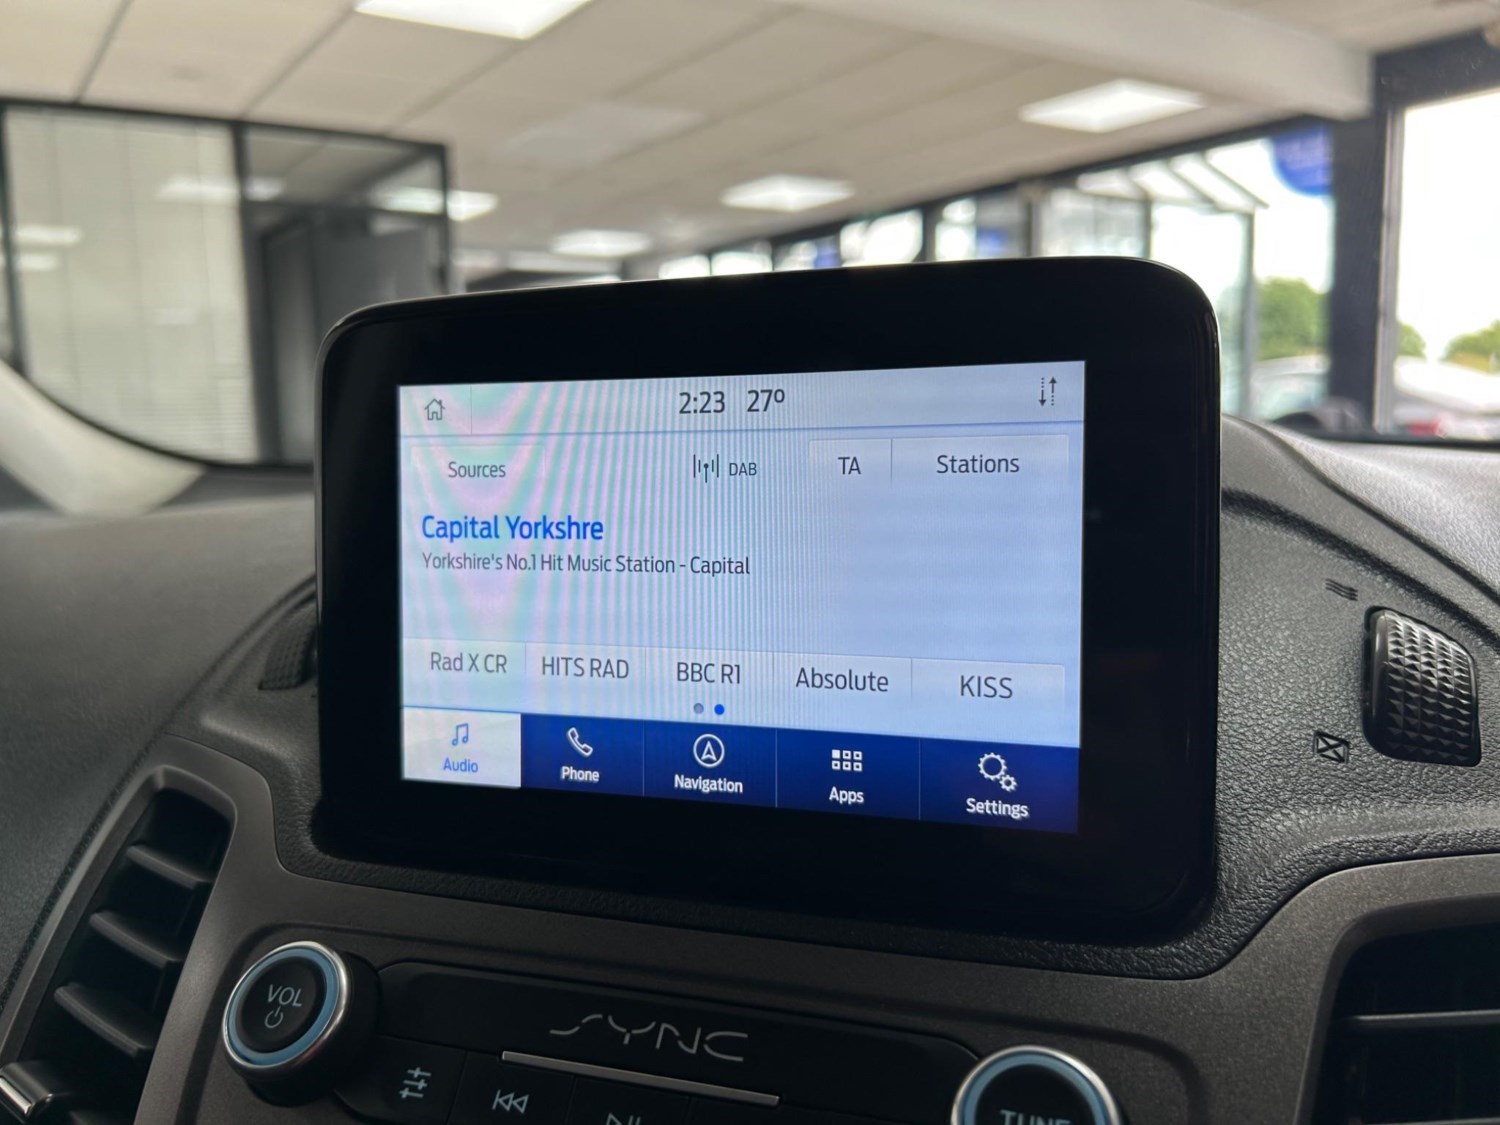 2:23 27°
Sources
DAB
TA
Stations
Capital Yorkshre
Yorkshire's No.1 Hit Music Station - Capital
Rad X CR
HITS RAD
BBC R1
Absolute
KISS
Audio
Phone
Navigation
Apps
Settings
VOL
SYNC
TUNE